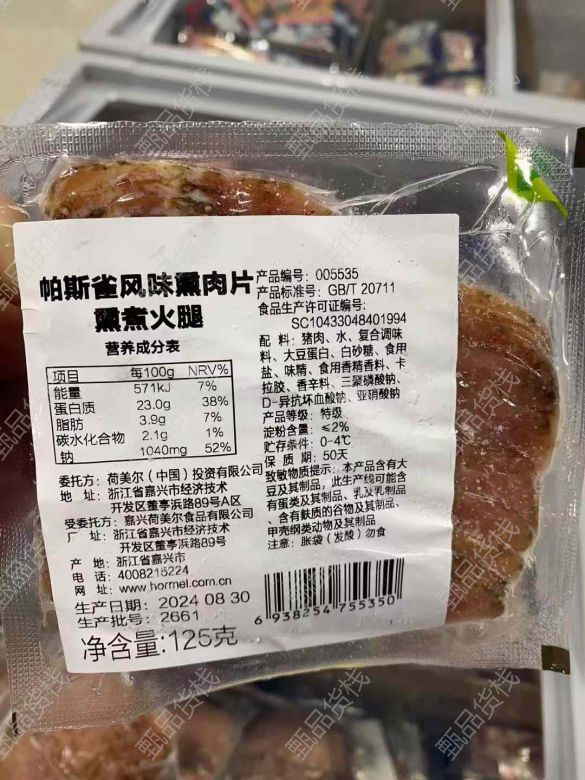 帕斯雀风味熏肉片
熏煮火腿
营养成分表
项目 每100g NRV%
能量 571kJ 7%
蛋白质 23.0g 38%
脂肪 3.9g 7%
碳水化合物 2.1g 1%
钠 1040mg 52%
委托方：荷美尔（中国）投资有限公司
地 址：浙江省嘉兴市经济技术
开发区董亭浜路89号A区
受委托方：嘉兴荷美尔食品有限公司
厂 址：浙江省嘉兴市经济技术
开发区董亭浜路89号
产 地：浙江省嘉兴市
电 话：4008215224
网 址：www.hormel.com.cn
生产日期：2024 08 30
生产批号：2661
净含量:125克
产品编号：005535
产品标准号：GB/T 20711
食品生产许可证编号：
SC10433048401994
配 料：猪肉、水、复合调味
料、大豆蛋白、白砂糖、食用
盐、味精、食用香精香料、卡
拉胶、香辛料、三聚磷酸钠、
D-异抗坏血酸钠、亚硝酸钠
产品等级：特级
淀粉含量：≤2%
贮存条件：0-4℃
保 质 期：50天
致敏物质提示：本产品含有大
豆及其制品，此生产线可能含
有蛋类及其制品、乳及乳制品
、含有麸质的谷物及其制品、
甲壳纲类动物及其制品
注意：胀袋（发酸）勿食
6 938254 755350
甄品货栈